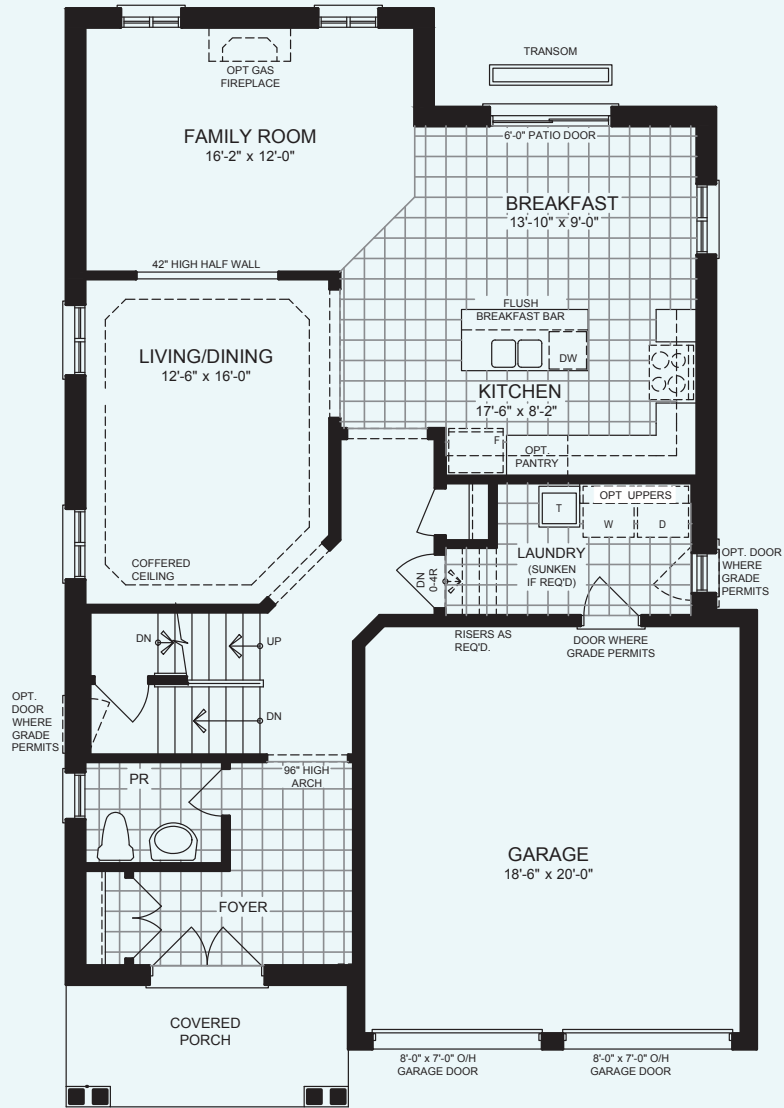 TRANSOM
OPT GAS
FIREPLACE
FAMILY ROOM
16'-2" x 12'-0"
6'-0" PATIO DOOR
BREAKFAST
13'-10" x 9'-0"
42" HIGH HALF WALL
FLUSH
BREAKFAST BAR
DW
LIVING/DINING
12'-6" x 16'-0"
KITCHEN
17'-6" x 8'-2"
F
OPT.
PANTRY
OPT UPPERS
T
W
D
COFFERED
CEILING
DN
0-4R
LAUNDRY
(SUNKEN
IF REQ'D)
OPT. DOOR
WHERE
GRADE
PERMITS
RISERS AS
REQ'D.
DOOR WHERE
GRADE PERMITS
DN
UP
DN
OPT.
DOOR
WHERE
GRADE
PERMITS
PR
96" HIGH
ARCH
GARAGE
18'-6" x 20'-0"
FOYER
COVERED
PORCH
8'-0" x 7'-0" O/H
GARAGE DOOR
8'-0" x 7'-0" O/H
GARAGE DOOR